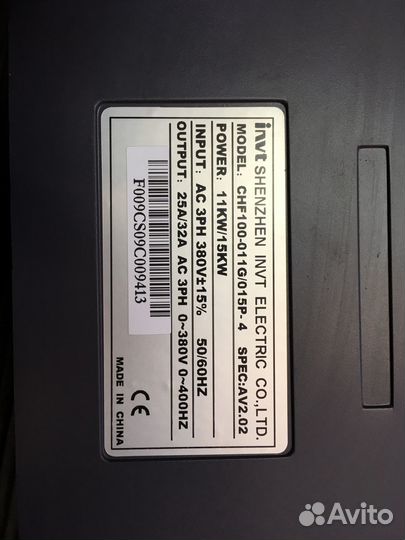 invt SHENZHEN INVT ELECTRIC CO.,LTD.
MODEL: CHF100-011G/015P-4 SPEC:AV2.02
POWER: 11KW/15KW
INPUT: AC 3PH 380V±15% 50/60HZ
OUTPUT: 25A/32A AC 3PH 0~380V 0~400HZ
F009CS09C009413
CE
MADE IN CHINA
Avito